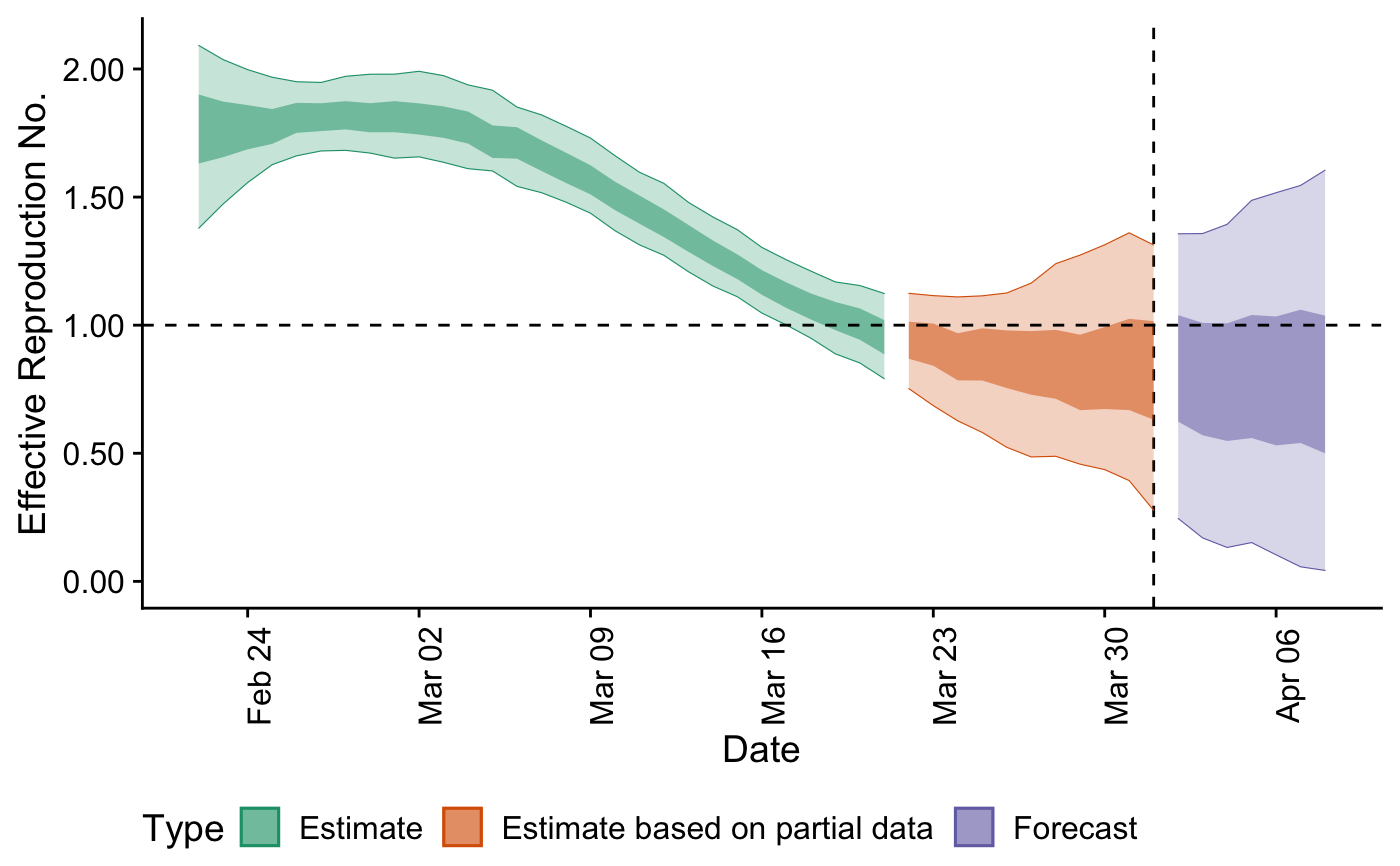 Effective Reproduction No.
2.00
1.50
1.00
0.50
0.00
Feb 24
Mar 02
Mar 09
Mar 16
Mar 23
Mar 30
Apr 06
Date
Type Estimate Estimate based on partial data Forecast